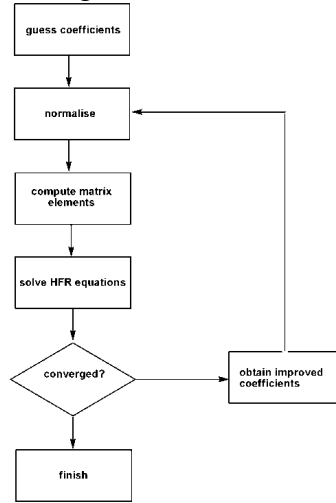 guess coefficients
normalise
compute matrix
elements
solve HFR equations
converged?
obtain improved
coefficients
finish